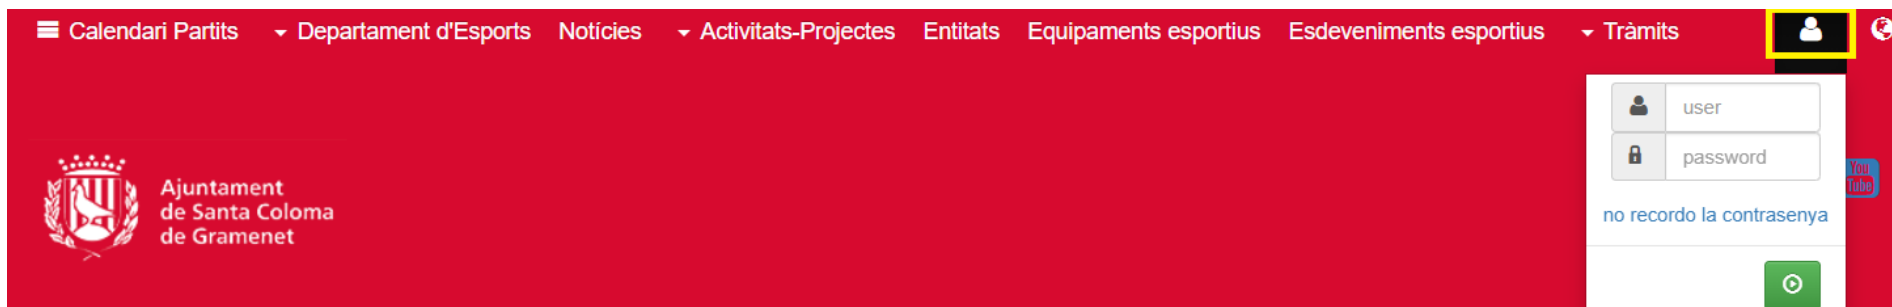 Calendari Partits Departament d'Esports Notícies Activitats-Projectes Entitats Equipaments esportius Esdeveniments esportius Tràmits
user
password
no recordo la contrasenya
Ajuntament
de Santa Coloma
de Gramenet
You
Tube